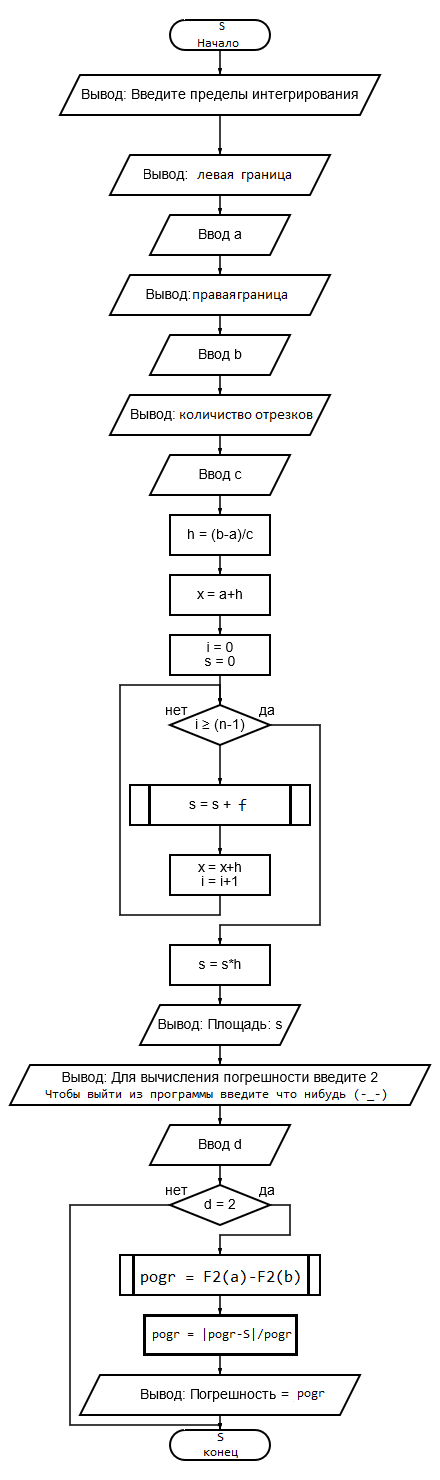 S
Начало
Вывод: Введите пределы интегрирования
Вывод: левая граница
Ввод a
Вывод:праваяграница
Ввод b
Вывод: количиство отрезков
Ввод c
h = (b-a)/c
x = a+h
i = 0
s = 0
нет
да
i ≥ (n-1)
s = s + f
x = x+h
i = i+1
s = s*h
Вывод: Площадь: s
Вывод: Для вычисления погрешности введите 2
Чтобы выйти из программы введите что нибудь (-_-)
Ввод d
нет
да
d = 2
pogr = F2(a)-F2(b)
pogr = |pogr-S|/pogr
Вывод: Погрешность = pogr
S
конец